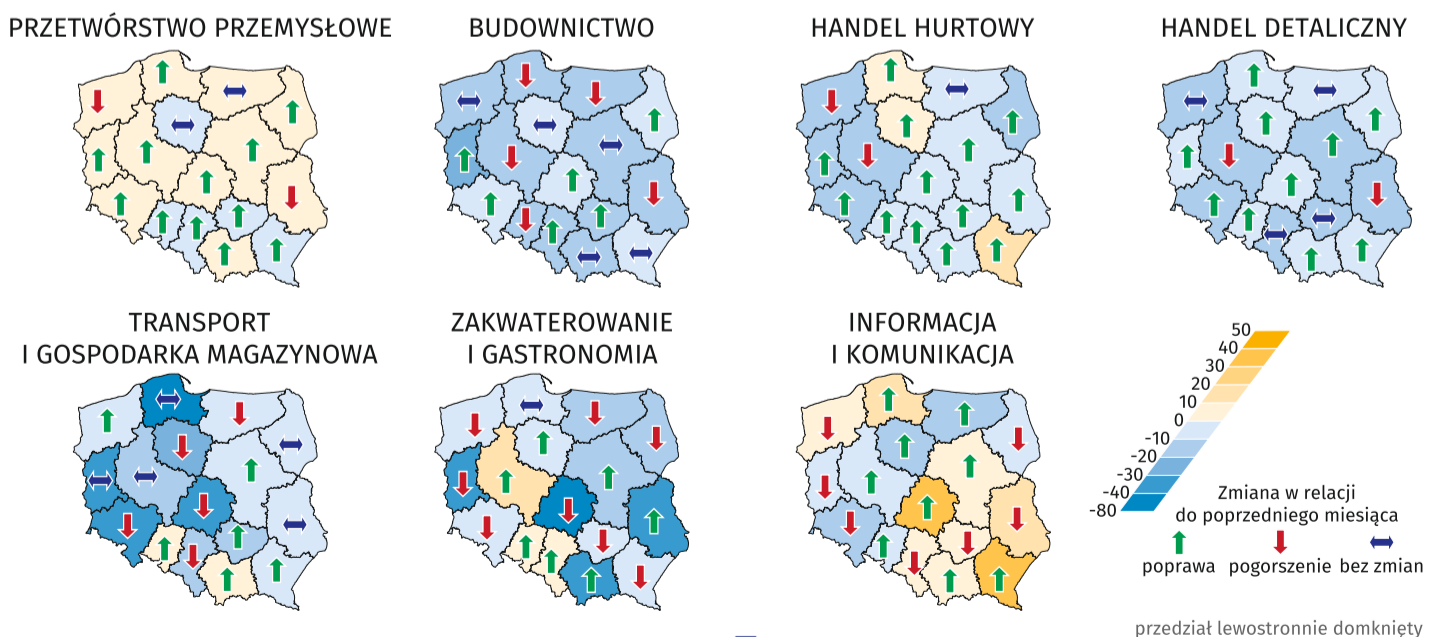 PRZETWÓRSTWO PRZEMYSŁOWE
BUDOWNICTWO
HANDEL HURTOWY
HANDEL DETALICZNY
TRANSPORT
I GOSPODARKA MAGAZYNOWA
ZAKWATEROWANIE
I GASTRONOMIA
INFORMACJA
I KOMUNIKACJA
50
40
30
20
10
0
-10
-20
-30
-40
-80
Zmiana w relacji
do poprzedniego miesiąca
poprawa
pogorszenie
bez zmian
przedział lewostronnie domknięty